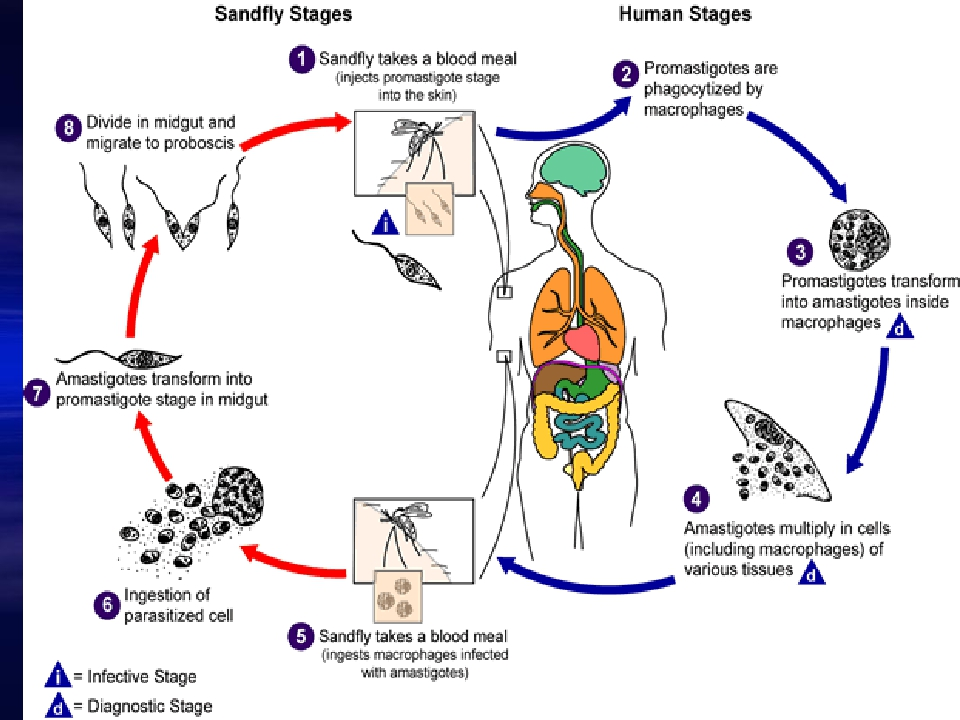 Sandfly Stages
Human Stages
1 Sandfly takes a blood meal
(injects promastigote stage
into the skin)
2 Promastigotes are
phagocytized by
macrophages
8 Divide in midgut and
migrate to proboscis
i
3
Promastigotes transform
into amastigotes inside
macrophages d
7 Amastigotes transform into
promastigote stage in midgut
4
Amastigotes multiply in cells
(including macrophages) of
various tissues d
6 Ingestion of
parasitized cell
5 Sandfly takes a blood meal
(ingests macrophages infected
with amastigotes)
i = Infective Stage
d = Diagnostic Stage